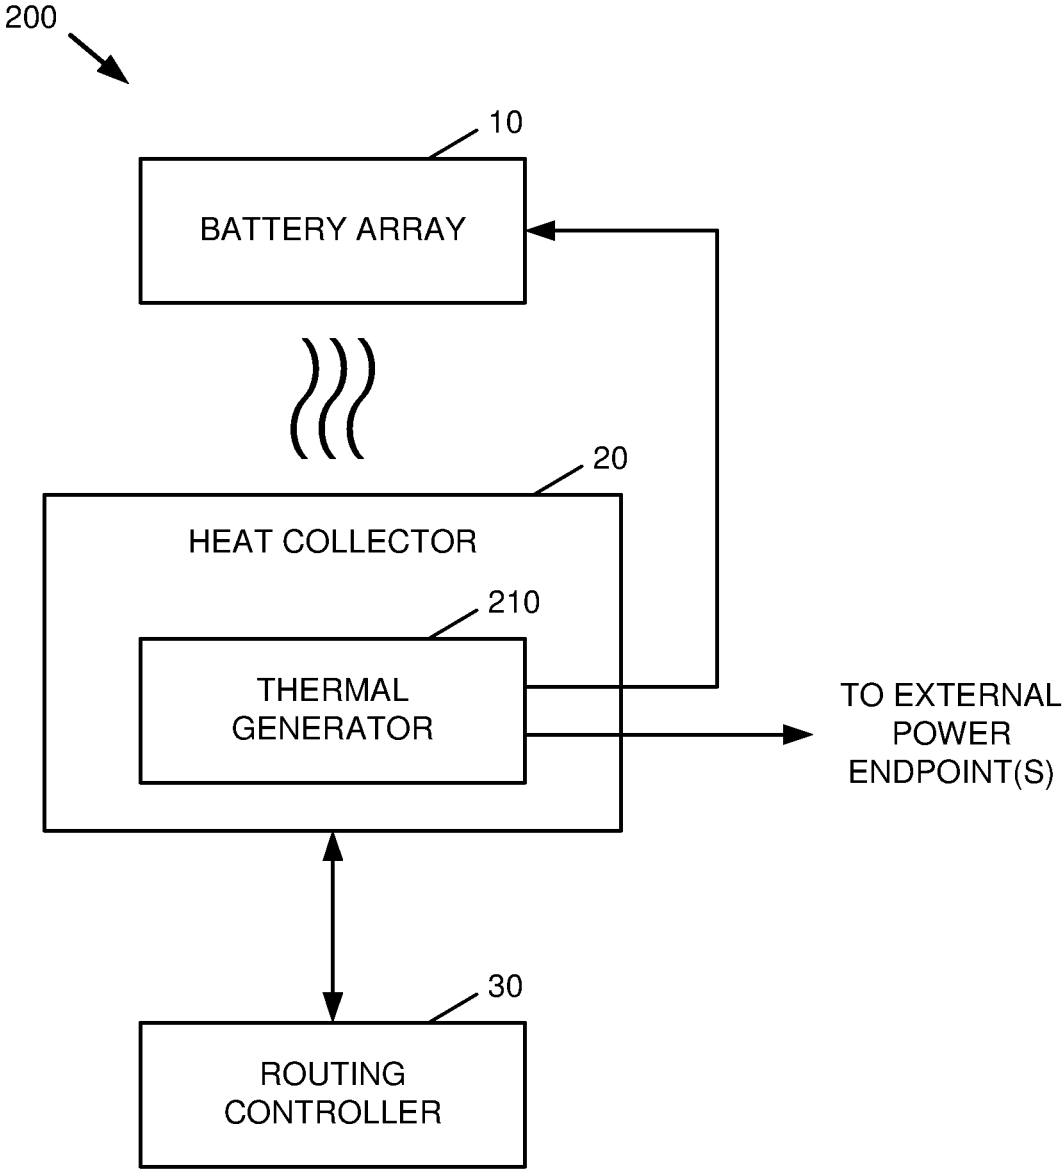 200
10
BATTERY ARRAY
20
HEAT COLLECTOR
210
THERMAL
GENERATOR
TO EXTERNAL
POWER
ENDPOINT(S)
30
ROUTING
CONTROLLER